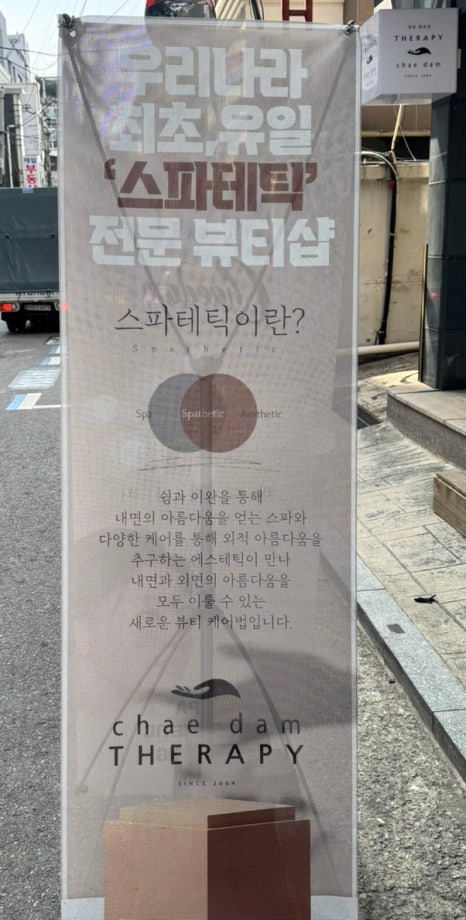 우리나라
최초,유일
‘스파테틱’
전문 뷰티샵
스파테틱이란?
Spathetic
Spa Spathetic Aesthetic
쉼과 이완을 통해
내면의 아름다움을 얻는 스파와
다양한 케어를 통해 외적 아름다움을
추구하는 에스테틱이 만나
내면과 외면의 아름다움을
모두 이룰 수 있는
새로운 뷰티 케어법입니다.
chae dam
THERAPY
SINCE 2004
THERAPY
chae dam
SINCE 2004